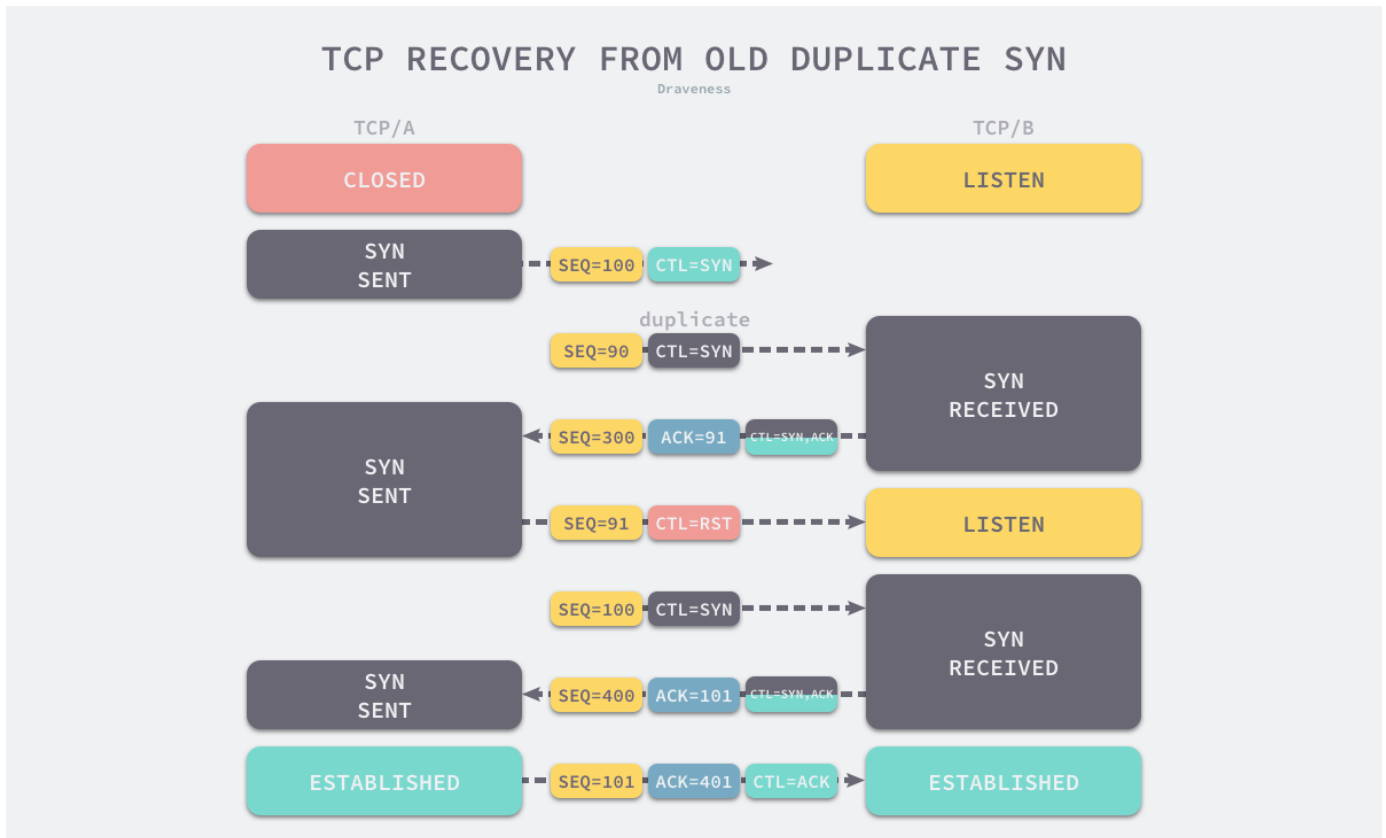 TCP RECOVERY FROM OLD DUPLICATE SYN
Draveness
TCP/A
TCP/B
CLOSED
LISTEN
SYN
SENT
SEQ=100
CTL=SYN
duplicate
SEQ=90
CTL=SYN
SYN
RECEIVED
SEQ=300
ACK=91
CTL=SYN,ACK
SYN
SENT
SEQ=91
CTL=RST
LISTEN
SEQ=100
CTL=SYN
SYN
RECEIVED
SYN
SENT
SEQ=400
ACK=101
CTL=SYN,ACK
ESTABLISHED
SEQ=101
ACK=401
CTL=ACK
ESTABLISHED